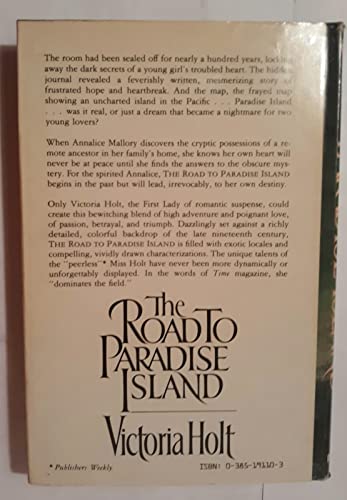 The room had been sealed off for nearly a hundred years, locking
away the dark secrets of a young girl's troubled heart. The hidden
journal revealed a feverishly written, mesmerizing story of
frustrated hope and heartbreak. And the map, the frayed map
showing an uncharted island in the Pacific . . . Paradise Island
. . . was it real, or just a dream that became a nightmare for two
young lovers?
When Annalice Mallory discovers the cryptic possessions of a re-
mote ancestor in her family's home, she knows her own heart will
never be at peace until she finds the answers to the obscure mys-
tery. For the spirited Annalice, THE ROAD TO PARADISE ISLAND
begins in the past but will lead, irrevocably, to her own destiny.
Only Victoria Holt, the First Lady of romantic suspense, could
create this bewitching blend of high adventure and poignant love,
of passion, betrayal, and triumph. Dazzlingly set against a richly
detailed, colorful backdrop of the late nineteenth century,
THE ROAD TO PARADISE ISLAND is filled with exotic locales and
compelling, vividly drawn characterizations. The unique talents of
the "peerless"* Miss Holt have never been more dynamically or
unforgettably displayed. In the words of Time magazine, she
"dominates the field."
The
ROAD TO
PARADISE
ISLAND
Victoria Holt
* Publishers Weekly
ISBN: 0-385-19110-3